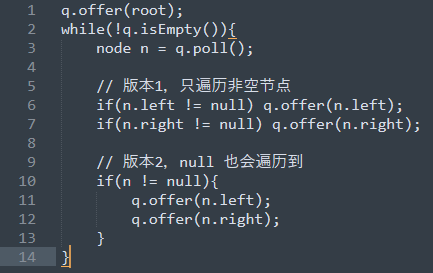 1 q.offer(root);
2 while(!q.isEmpty()){
3 node n = q.poll();
4
5 // 版本1, 只遍历非空节点
6 if(n.left != null) q.offer(n.left);
7 if(n.right != null) q.offer(n.right);
8
9 // 版本2, null 也会遍历到
10 if(n != null){
11 q.offer(n.left);
12 q.offer(n.right);
13 }
14 }